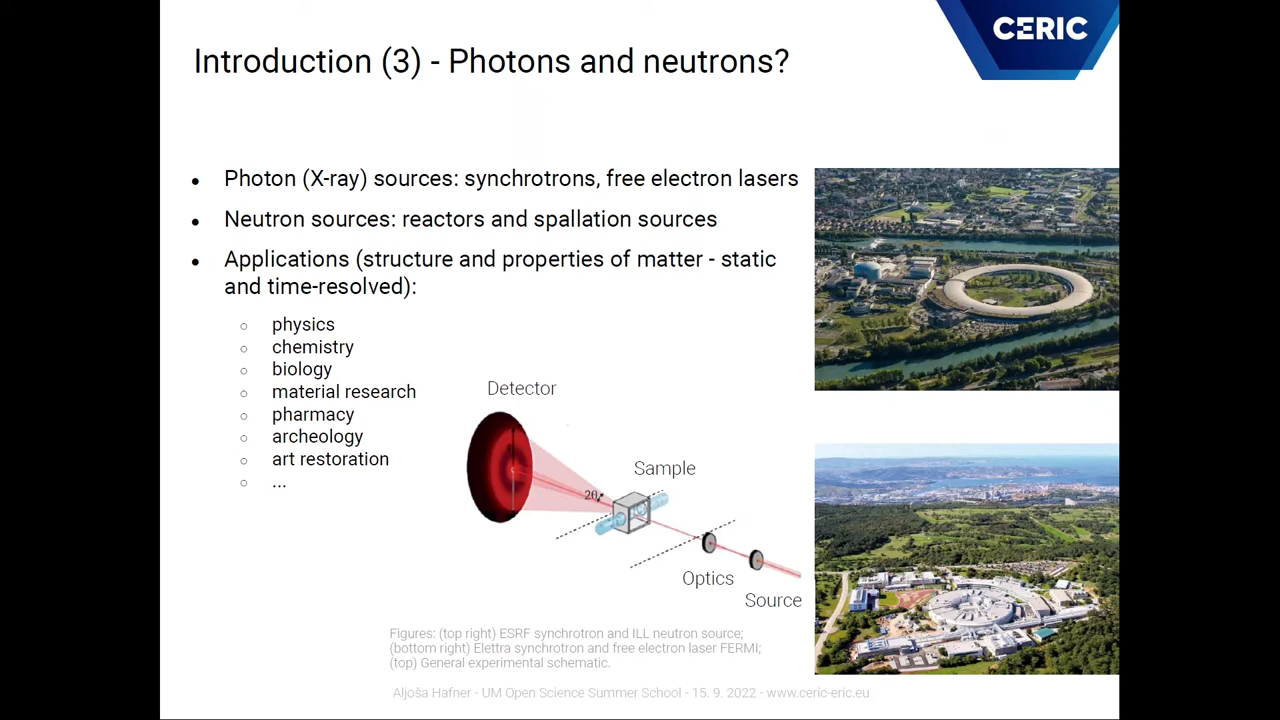 CERIC
Introduction (3) - Photons and neutrons?
● Photon (X-ray) sources: synchrotrons, free electron lasers
● Neutron sources: reactors and spallation sources
● Applications (structure and properties of matter - static
and time-resolved):
○ physics
○ chemistry
○ biology
○ material research
○ pharmacy
○ archeology
○ art restoration
○ ...
Detector
Sample
2θ
Optics
Source
Figures: (top right) ESRF synchrotron and ILL neutron source;
(bottom right) Elettra synchrotron and free electron laser FERMI;
(top) General experimental schematic.
Aljoša Hafner - UM Open Science Summer School - 15. 9. 2022 - www.ceric-eric.eu